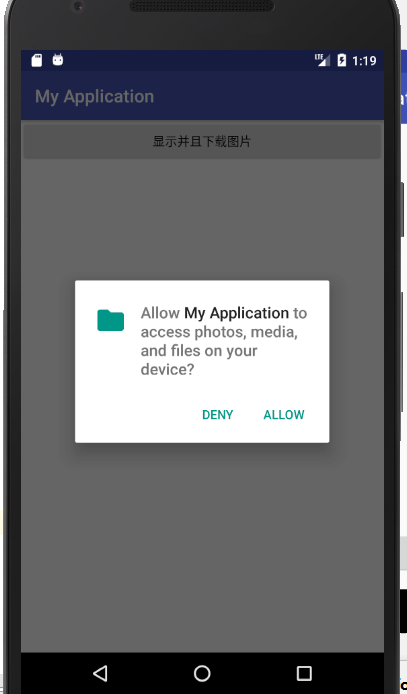 LTE 1:19
My Application
显示并且下载图片
Allow My Application to
access photos, media,
and files on your
device?
DENY ALLOW